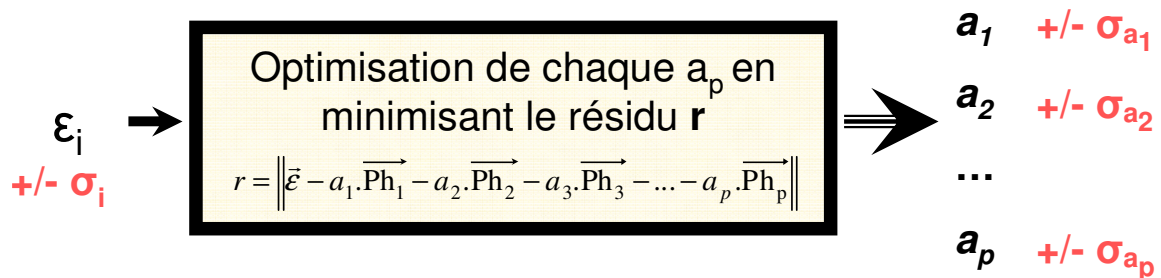 εᵢ
+/- σᵢ
Optimisation de chaque aₚ en
minimisant le résidu r
r = ‖ε⃗ − a₁.Ph₁⃗ − a₂.Ph₂⃗ − a₃.Ph₃⃗ − ... − aₚ.Phₚ⃗‖
a₁ +/- σₐ₁
a₂ +/- σₐ₂
...
aₚ +/- σₐₚ